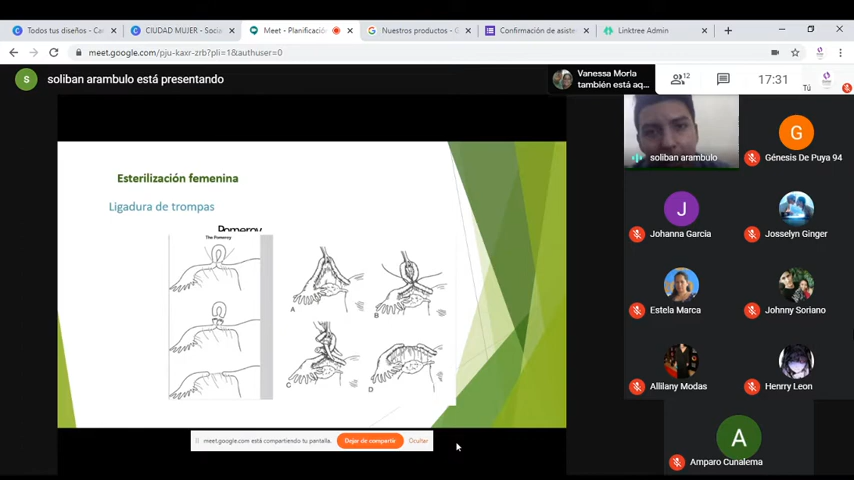 Todos tus diseños - Ca
CIUDAD MUJER - Socia
Meet - Planificació
Nuestros productos - G
Confirmación de asiste
Linktree Admin
meet.google.com/pju-kaxr-zrb?pli=1&authuser=0
S
soliban arambulo está presentando
Vanessa Morla
también está aq...
12
17:31
Tú
Esterilización femenina
Ligadura de trompas
Pomeroy
The Pomeroy
A
B
C
D
soliban arambulo
G
Génesis De Puya 94
J
Johanna Garcia
Josselyn Ginger
Estela Marca
Johnny Soriano
Allilany Modas
Henrry Leon
A
Amparo Cunalema
meet.google.com está compartiendo tu pantalla.
Dejar de compartir
Ocultar